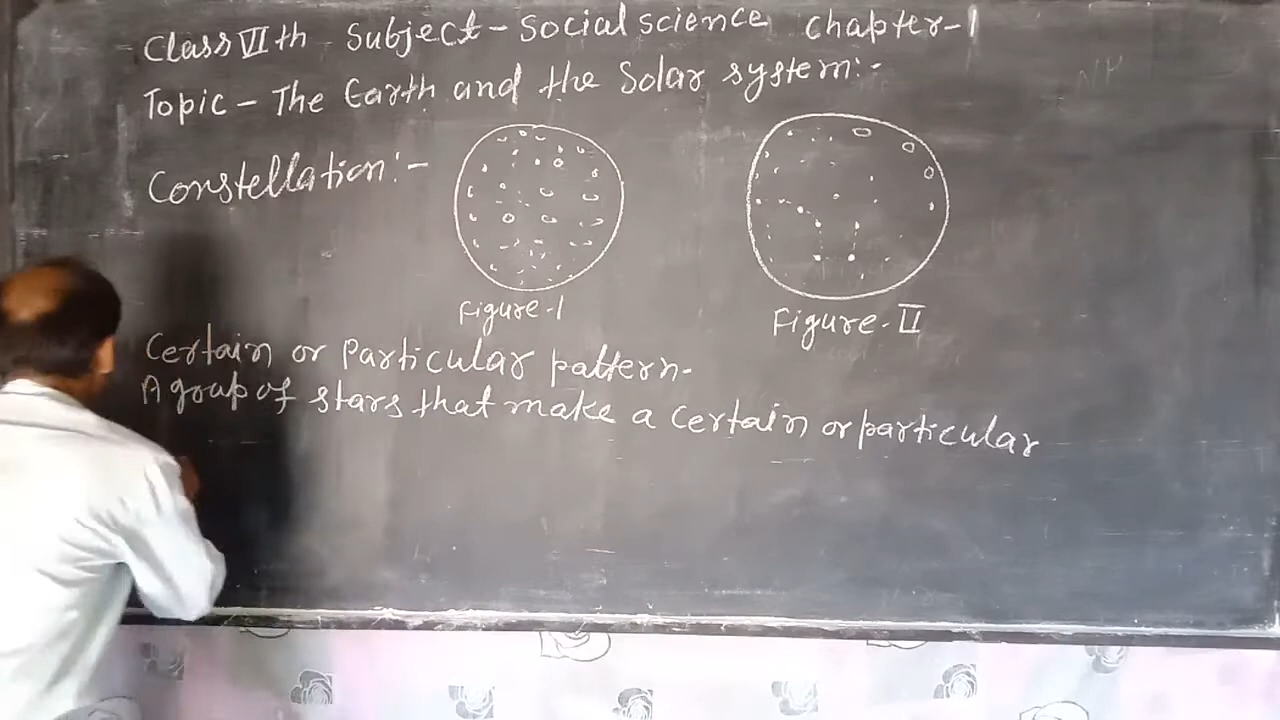 Class VI th Subject - Social science Chapter-1
Topic - The Earth and the Solar system:-
Constellation:-
Figure-1
Figure-II
Certain or Particular pattern-
A group of stars that make a certain or particular